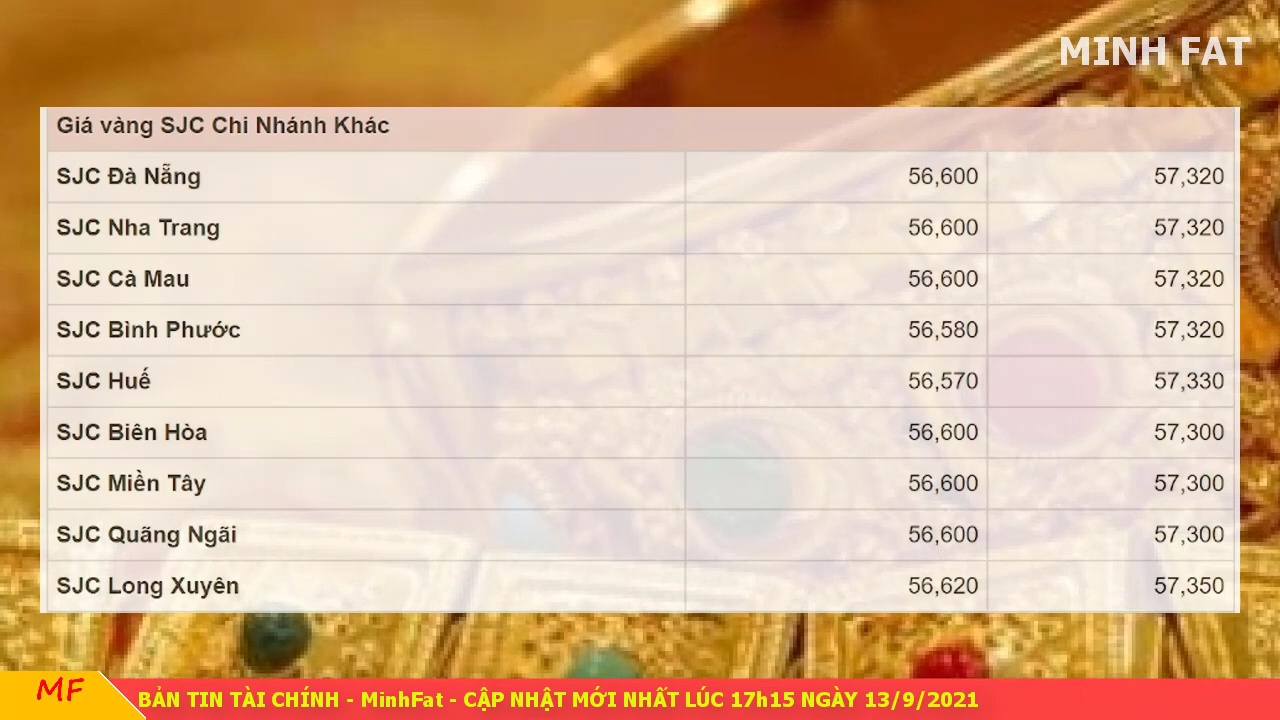 MINH FAT
Giá vàng SJC Chi Nhánh Khác
SJC Đà Nẵng 56,600 57,320
SJC Nha Trang 56,600 57,320
SJC Cà Mau 56,600 57,320
SJC Bình Phước 56,580 57,320
SJC Huế 56,570 57,330
SJC Biên Hòa 56,600 57,300
SJC Miền Tây 56,600 57,300
SJC Quãng Ngãi 56,600 57,300
SJC Long Xuyên 56,620 57,350
MF BẢN TIN TÀI CHÍNH - MinhFat - CẬP NHẬT MỚI NHẤT LÚC 17h15 NGÀY 13/9/2021